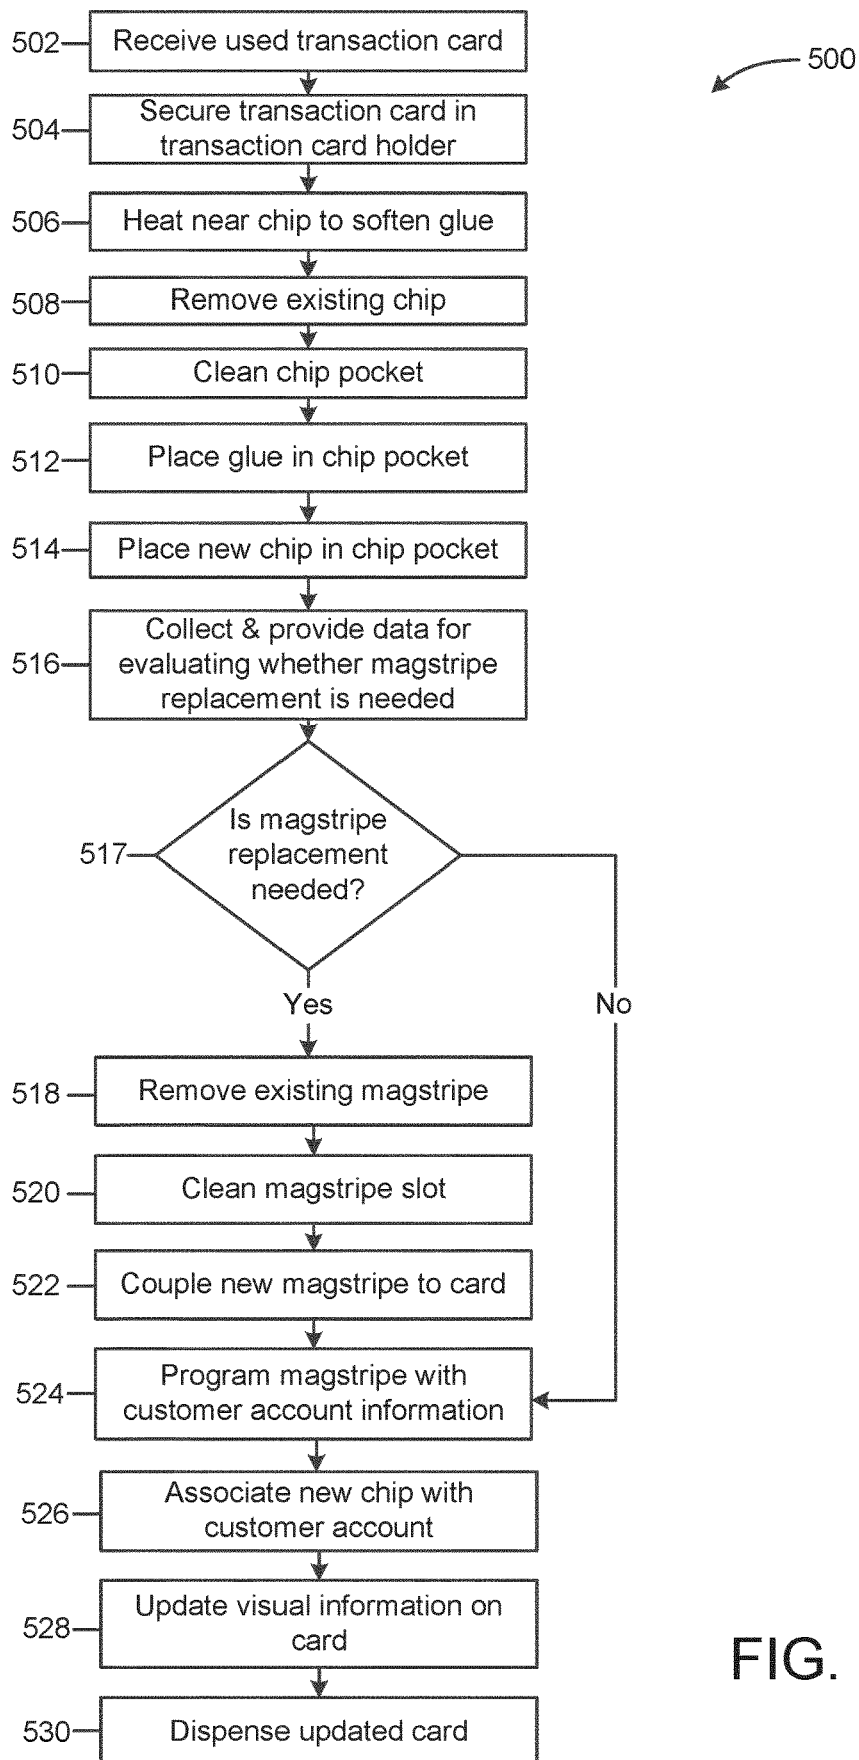 502
Receive used transaction card
500
504
Secure transaction card in
transaction card holder
506
Heat near chip to soften glue
508
Remove existing chip
510
Clean chip pocket
512
Place glue in chip pocket
514
Place new chip in chip pocket
516
Collect & provide data for
evaluating whether magstripe
replacement is needed
517
Is magstripe
replacement
needed?
Yes
No
518
Remove existing magstripe
520
Clean magstripe slot
522
Couple new magstripe to card
524
Program magstripe with
customer account information
526
Associate new chip with
customer account
528
Update visual information on
card
FIG.
530
Dispense updated card